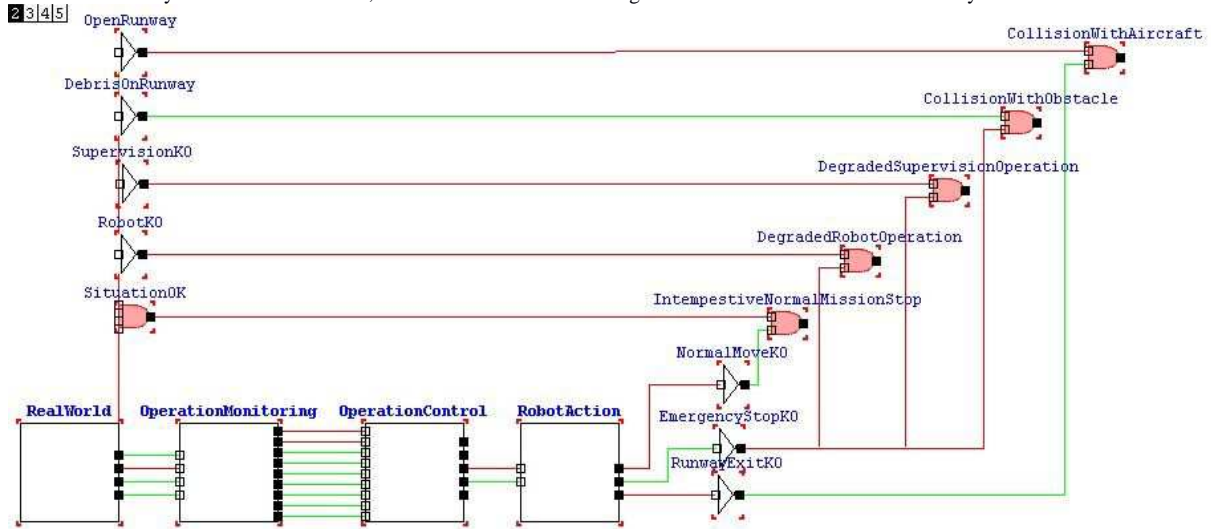 2 3 4 5
OpenRunway
CollisionWithAircraft
DebrisOnRunway
CollisionWithObstacle
SupervisionKO
DegradedSupervisionOperation
RobotKO
DegradedRobotOperation
SituationOK
IntempestiveNormalMissionStop
NormalMoveKO
RealWorld OperationMonitoring OperationControl RobotAction EmergencyStopKO
RunwayExitKO